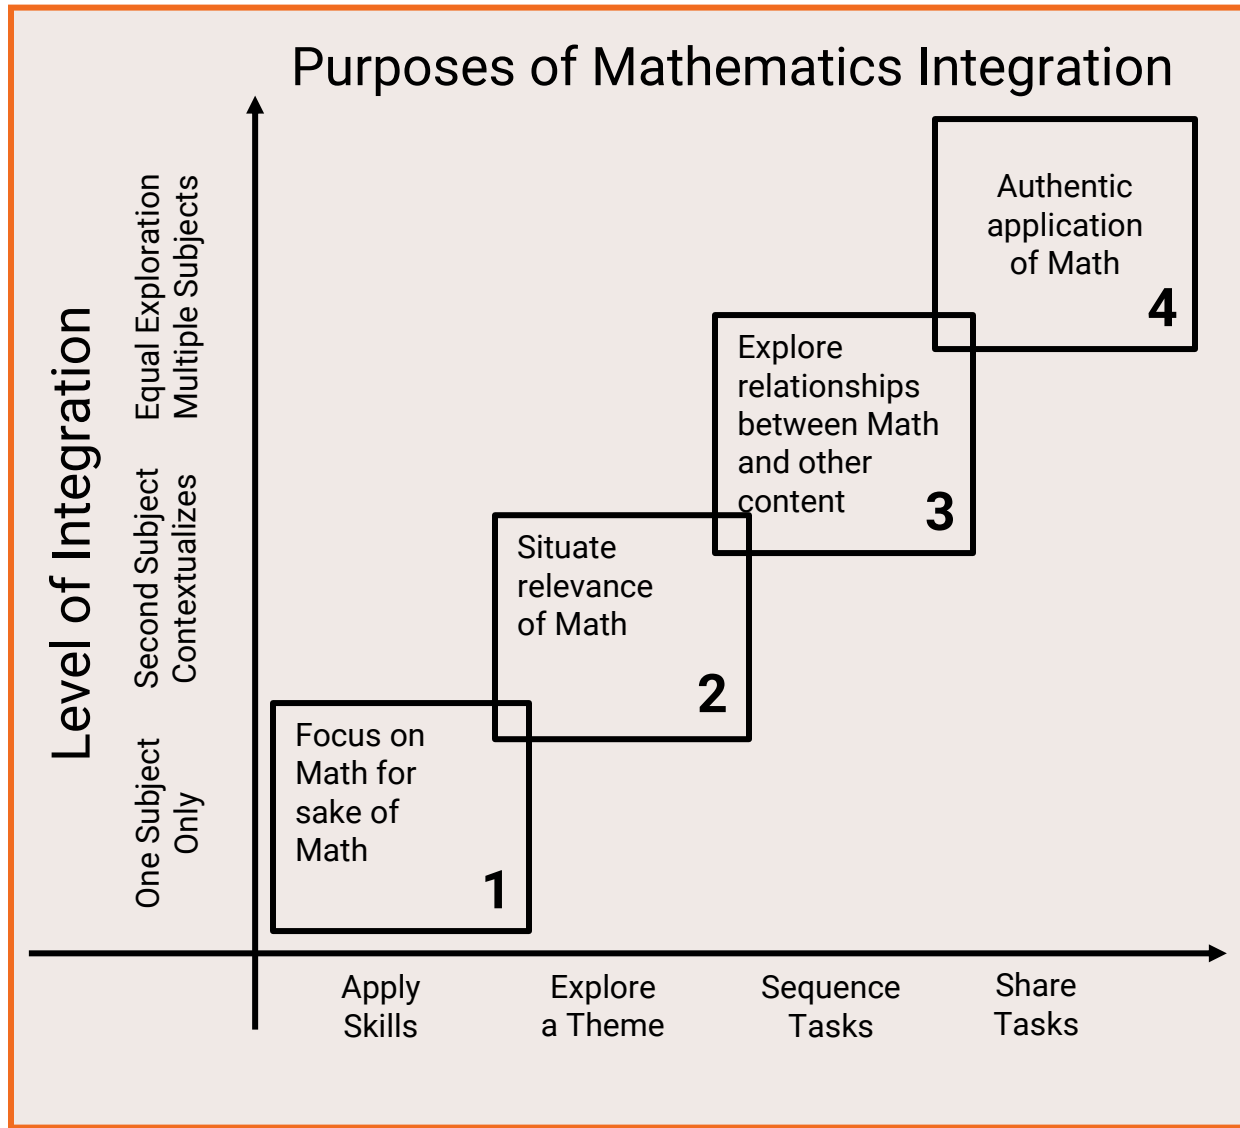 Purposes of Mathematics Integration
Level of Integration
Equal Exploration
Multiple Subjects
Second Subject
Contextualizes
One Subject
Only
Authentic
application
of Math
4
Explore
relationships
between Math
and other
content
3
Situate
relevance
of Math
2
Focus on
Math for
sake of
Math
1
Apply
Skills
Explore
a Theme
Sequence
Tasks
Share
Tasks